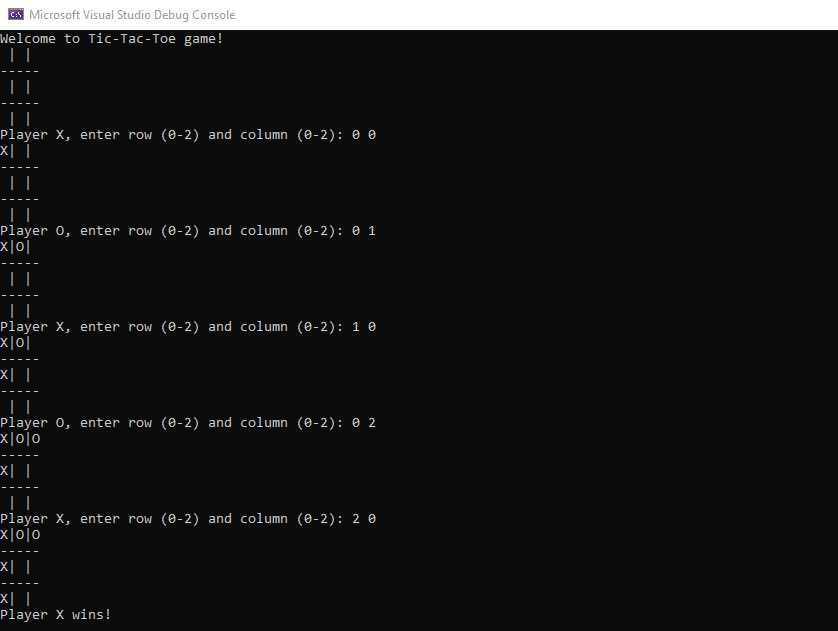 Microsoft Visual Studio Debug Console
Welcome to Tic-Tac-Toe game!
 | |
-----
 | |
-----
 | |
Player X, enter row (0-2) and column (0-2): 0 0
X| |
-----
 | |
-----
 | |
Player O, enter row (0-2) and column (0-2): 0 1
X|O|
-----
 | |
-----
 | |
Player X, enter row (0-2) and column (0-2): 1 0
X|O|
-----
X| |
-----
 | |
Player O, enter row (0-2) and column (0-2): 0 2
X|O|O
-----
X| |
-----
 | |
Player X, enter row (0-2) and column (0-2): 2 0
X|O|O
-----
X| |
-----
X| |
Player X wins!